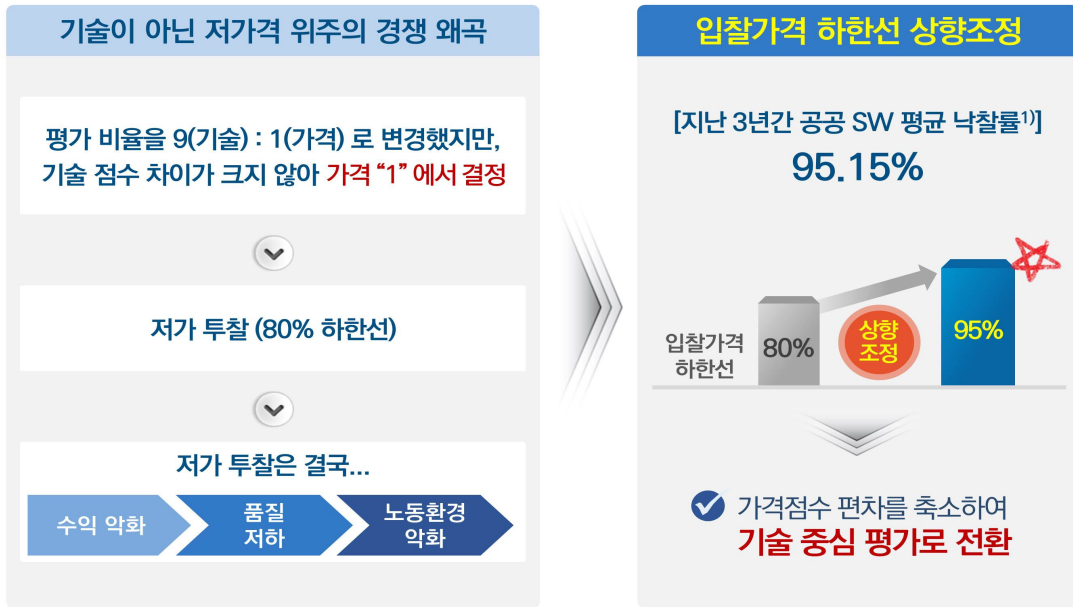 기술이 아닌 저가격 위주의 경쟁 왜곡
평가 비율을 9(기술) : 1(가격) 로 변경했지만,
기술 점수 차이가 크지 않아 가격 “1” 에서 결정
저가 투찰 (80% 하한선)
저가 투찰은 결국...
수익 악화
품질
저하
노동환경
악화
입찰가격 하한선 상향조정
[지난 3년간 공공 SW 평균 낙찰률1)]
95.15%
입찰가격
하한선
80%
상향
조정
95%
가격점수 편차를 축소하여
기술 중심 평가로 전환